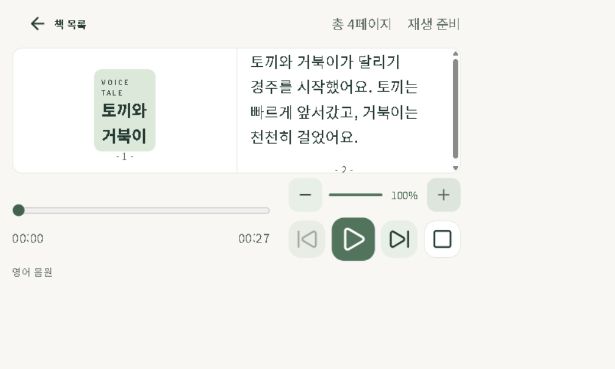 책 목록
총 4페이지 재생 준비
VOICE
TALE
토끼와
거북이
- 1 -
토끼와 거북이가 달리기
경주를 시작했어요. 토끼는
빠르게 앞서갔고, 거북이는
천천히 걸었어요.
- 2 -
100%
00:00 00:27
영어 음원